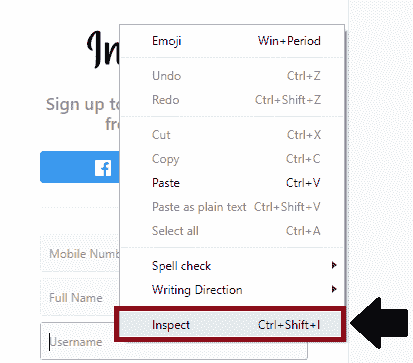 In
Sign up to
fr
Mobile Numb
Full Name
Username
Emoji Win+Period
Undo Ctrl+Z
Redo Ctrl+Shift+Z
Cut Ctrl+X
Copy Ctrl+C
Paste Ctrl+V
Paste as plain text Ctrl+Shift+V
Select all Ctrl+A
Spell check
Writing Direction
Inspect Ctrl+Shift+I